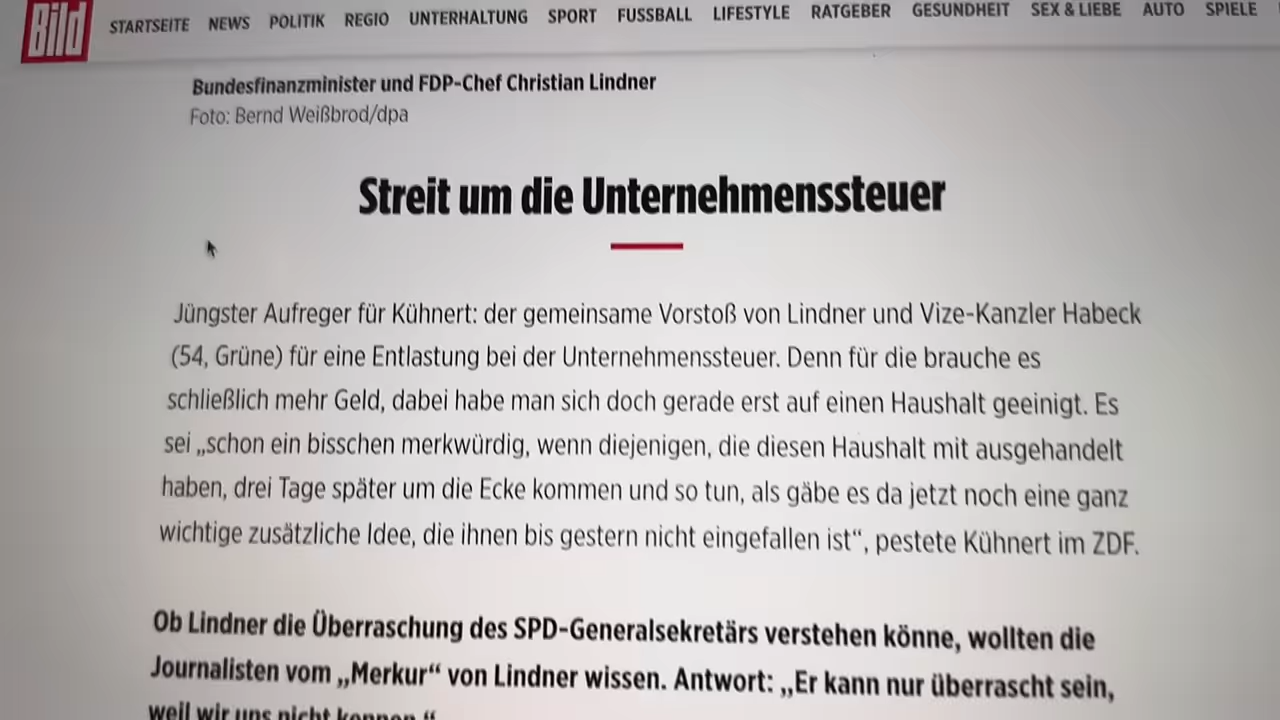 Bild STARTSEITE NEWS POLITIK REGIO UNTERHALTUNG SPORT FUSSBALL LIFESTYLE RATGEBER GESUNDHEIT SEX & LIEBE AUTO SPIELE
Bundesfinanzminister und FDP-Chef Christian Lindner
Foto: Bernd Weißbrod/dpa
Streit um die Unternehmenssteuer
Jüngster Aufreger für Kühnert: der gemeinsame Vorstoß von Lindner und Vize-Kanzler Habeck
(54, Grüne) für eine Entlastung bei der Unternehmenssteuer. Denn für die brauche es
schließlich mehr Geld, dabei habe man sich doch gerade erst auf einen Haushalt geeinigt. Es
sei „schon ein bisschen merkwürdig, wenn diejenigen, die diesen Haushalt mit ausgehandelt
haben, drei Tage später um die Ecke kommen und so tun, als gäbe es da jetzt noch eine ganz
wichtige zusätzliche Idee, die ihnen bis gestern nicht eingefallen ist“, pestete Kühnert im ZDF.
Ob Lindner die Überraschung des SPD-Generalsekretärs verstehen könne, wollten die
Journalisten vom „Merkur“ von Lindner wissen. Antwort: „Er kann nur überrascht sein,
weil wir uns nicht kennen.“